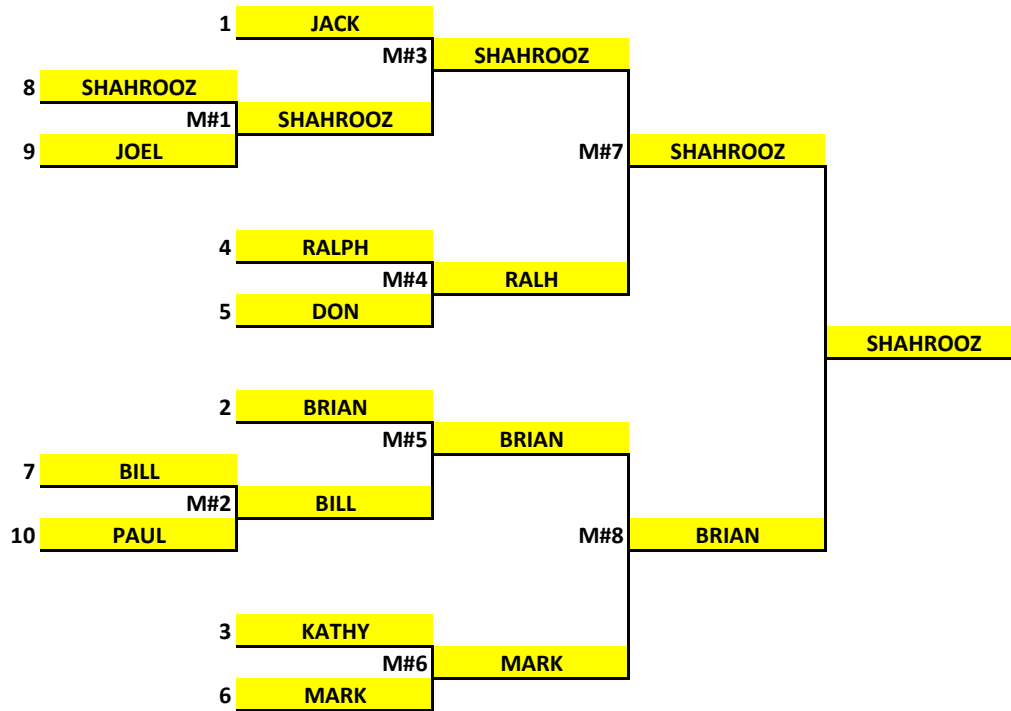 1 JACK
M#3 SHAHROOZ
8 SHAHROOZ
M#1 SHAHROOZ
9 JOEL
M#7 SHAHROOZ
4 RALPH
M#4 RALH
5 DON
SHAHROOZ
2 BRIAN
M#5 BRIAN
7 BILL
M#2 BILL
10 PAUL
M#8 BRIAN
3 KATHY
M#6 MARK
6 MARK